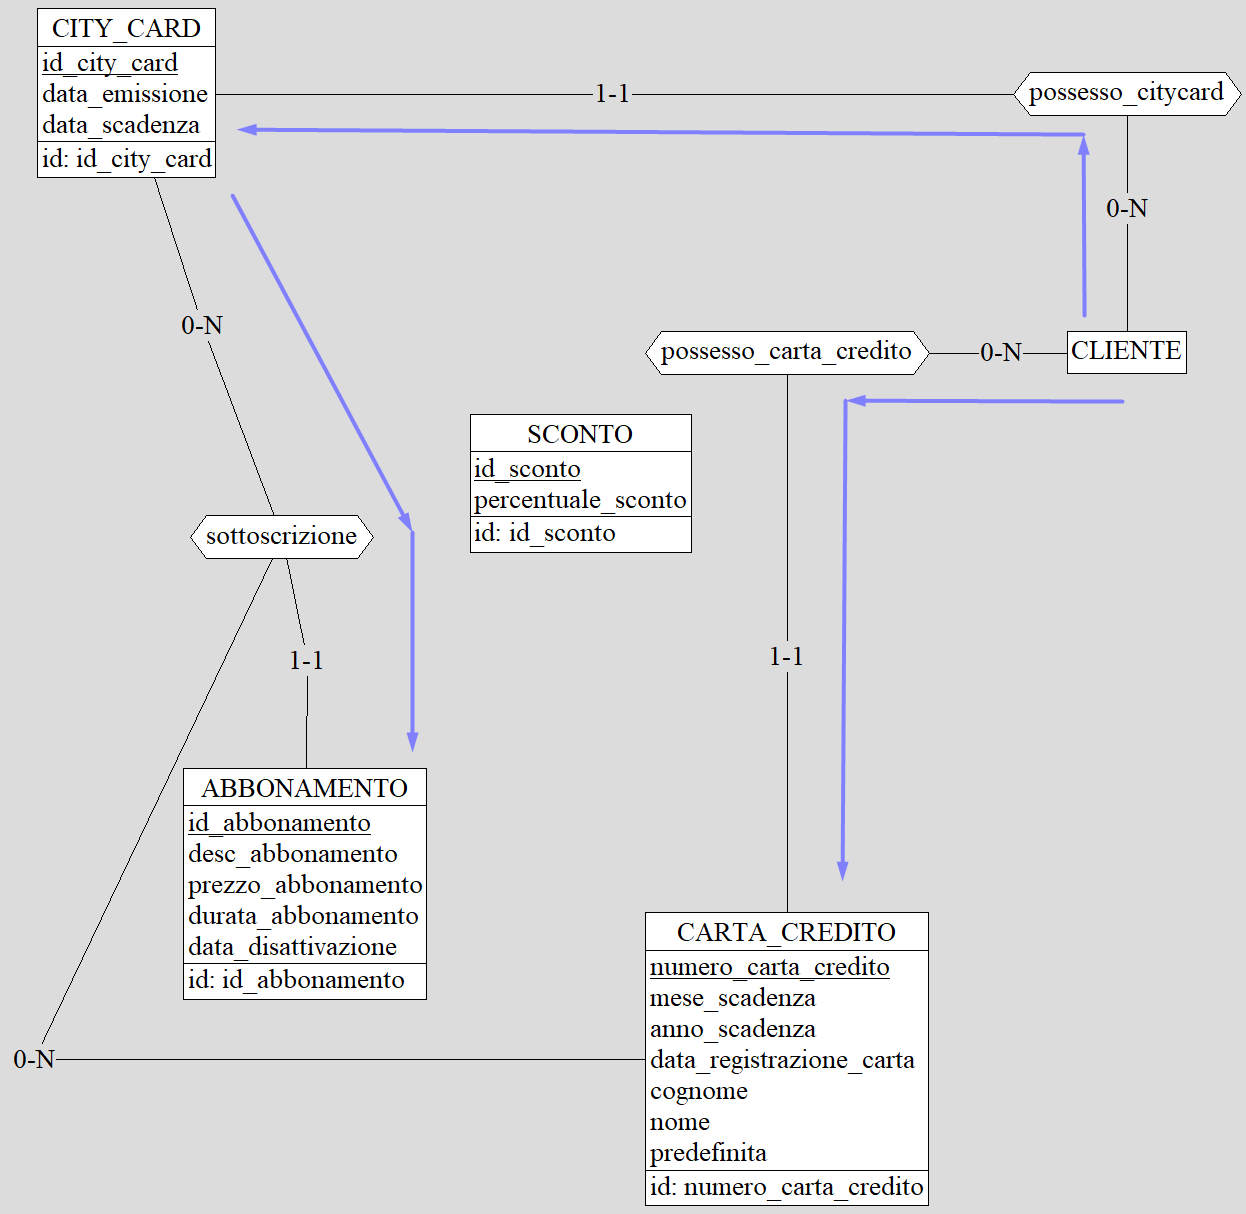 CITY_CARD
id_city_card
data_emissione
data_scadenza
id: id_city_card
1-1
possesso_citycard
0-N
0-N
possesso_carta_credito
0-N
CLIENTE
SCONTO
id_sconto
percentuale_sconto
id: id_sconto
sottoscrizione
1-1
1-1
ABBONAMENTO
id_abbonamento
desc_abbonamento
prezzo_abbonamento
durata_abbonamento
data_disattivazione
id: id_abbonamento
CARTA_CREDITO
numero_carta_credito
mese_scadenza
anno_scadenza
data_registrazione_carta
cognome
nome
predefinita
id: numero_carta_credito
0-N